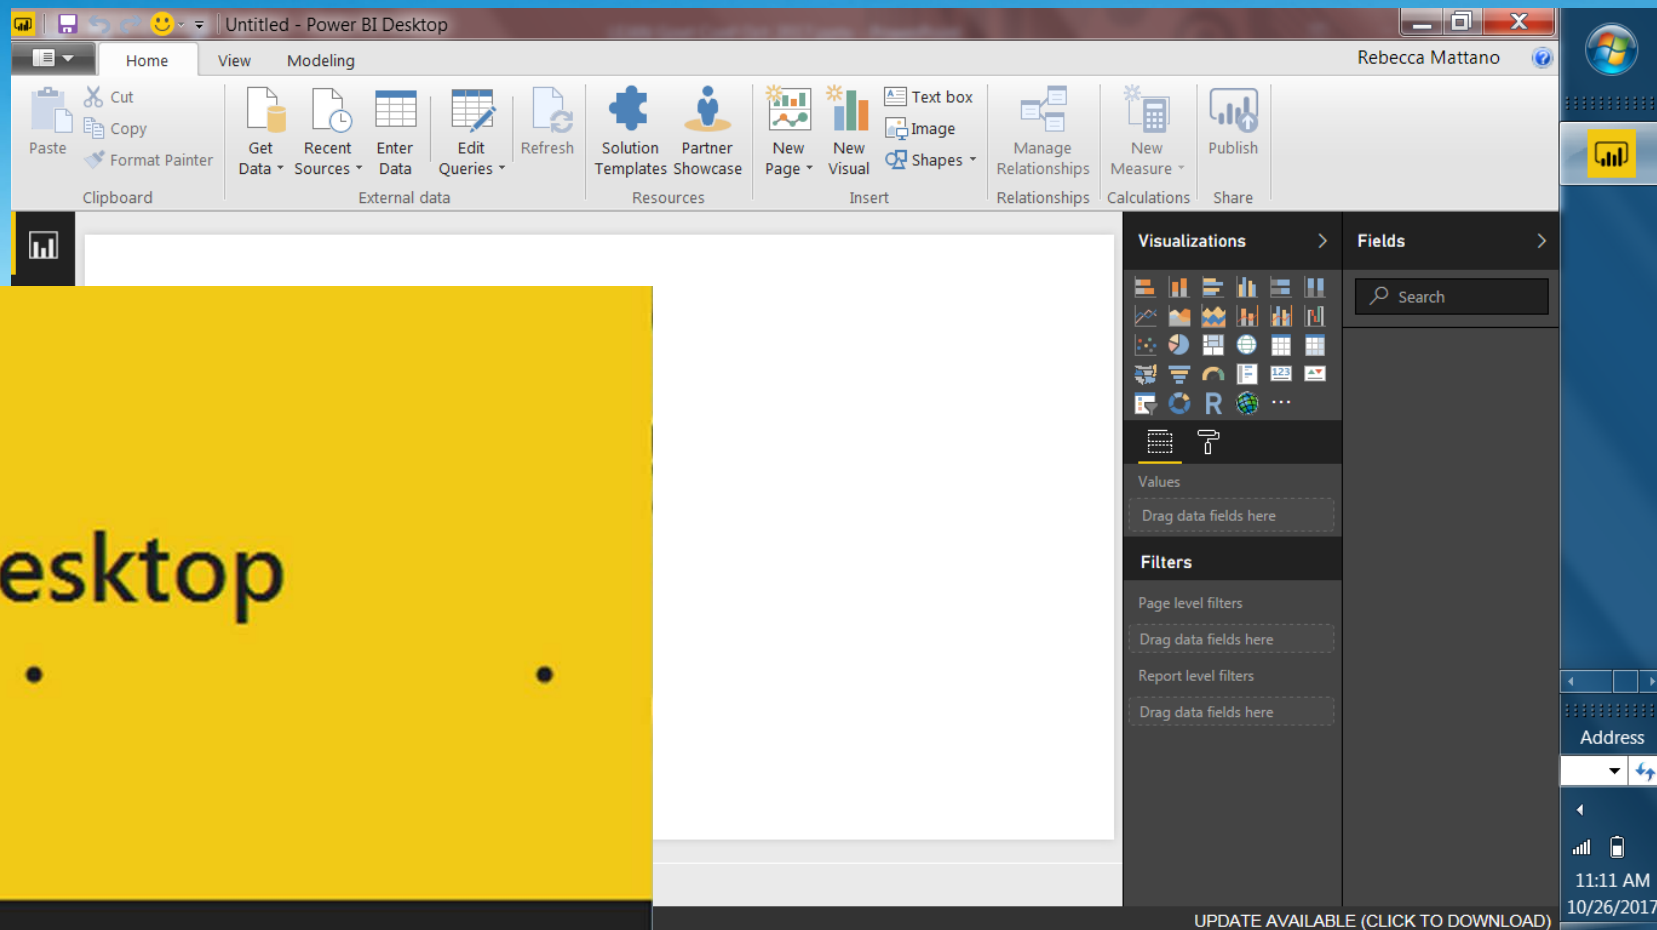 Untitled - Power BI Desktop
Home View Modeling
Rebecca Mattano
Paste
Cut
Copy
Format Painter
Clipboard
Get Data
Recent Sources
Enter Data
Edit Queries
Refresh
External data
Solution Templates
Partner Showcase
Resources
New Page
New Visual
Text box
Image
Shapes
Insert
Manage Relationships
Relationships
New Measure
Calculations
Publish
Share
Visualizations
Fields
Search
123
R
Values
Drag data fields here
Filters
Page level filters
Drag data fields here
Report level filters
Drag data fields here
esktop
Address
11:11 AM
10/26/2017
UPDATE AVAILABLE (CLICK TO DOWNLOAD)